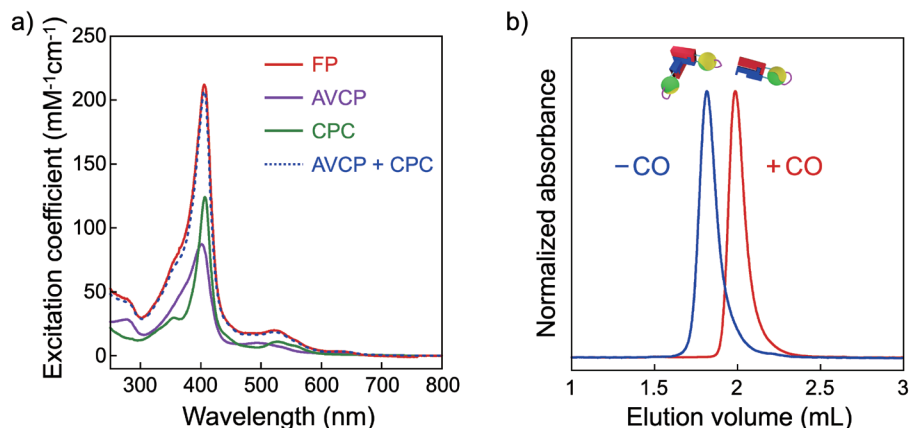 a)
Excitation coefficient (mM-1cm-1)
250
200
150
100
50
0
FP
AVCP
CPC
AVCP + CPC
300 400 500 600 700 800
Wavelength (nm)
b)
Normalized absorbance
−CO
+CO
1 1.5 2 2.5 3
Elution volume (mL)